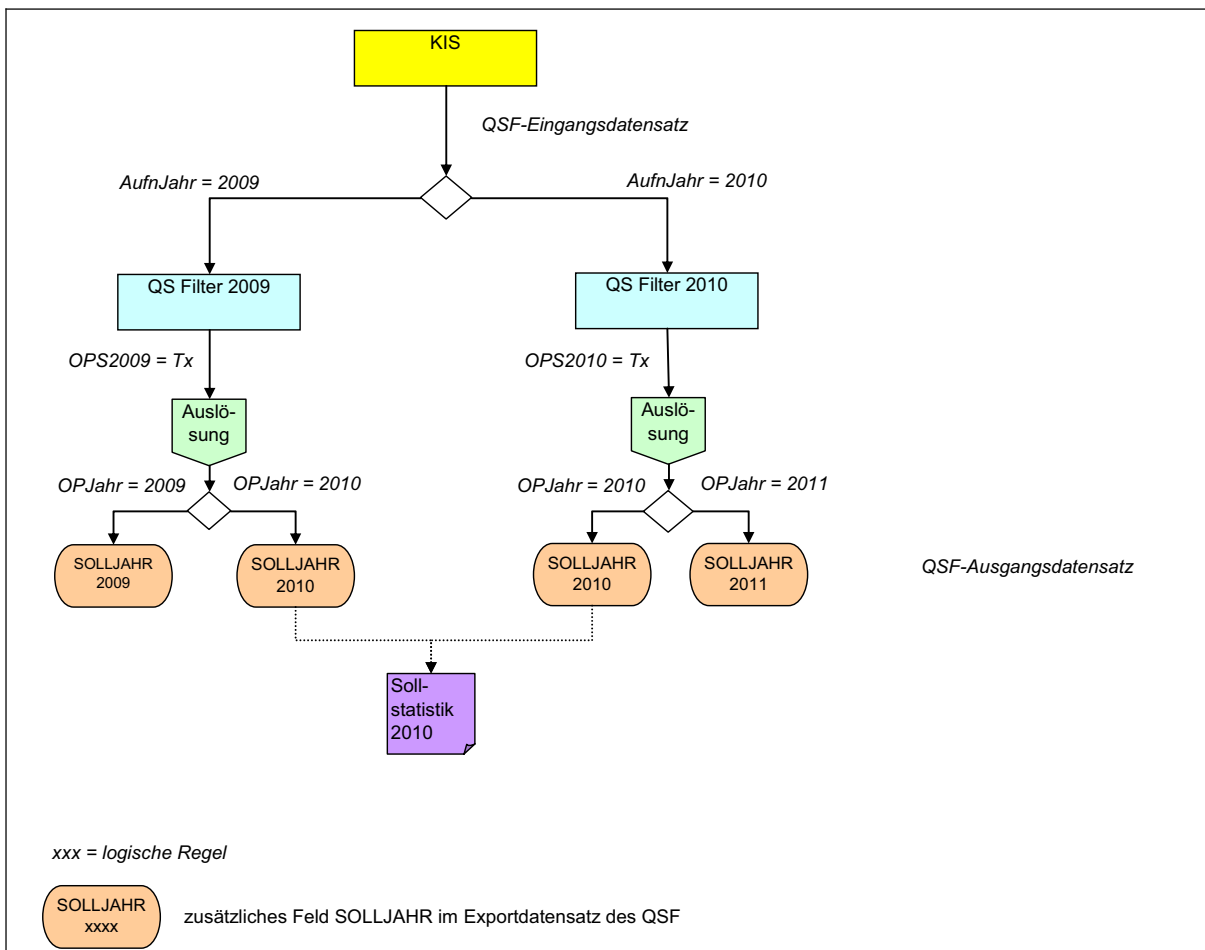 KIS
QSF-Eingangsdatensatz
AufnJahr = 2009
AufnJahr = 2010
QS Filter 2009
QS Filter 2010
OPS2009 = Tx
OPS2010 = Tx
Auslö-
sung
Auslö-
sung
OPJahr = 2009
OPJahr = 2010
OPJahr = 2010
OPJahr = 2011
SOLLJAHR
2009
SOLLJAHR
2010
SOLLJAHR
2010
SOLLJAHR
2011
QSF-Ausgangsdatensatz
Soll-
statistik
2010
xxx = logische Regel
SOLLJAHR
xxxx
zusätzliches Feld SOLLJAHR im Exportdatensatz des QSF